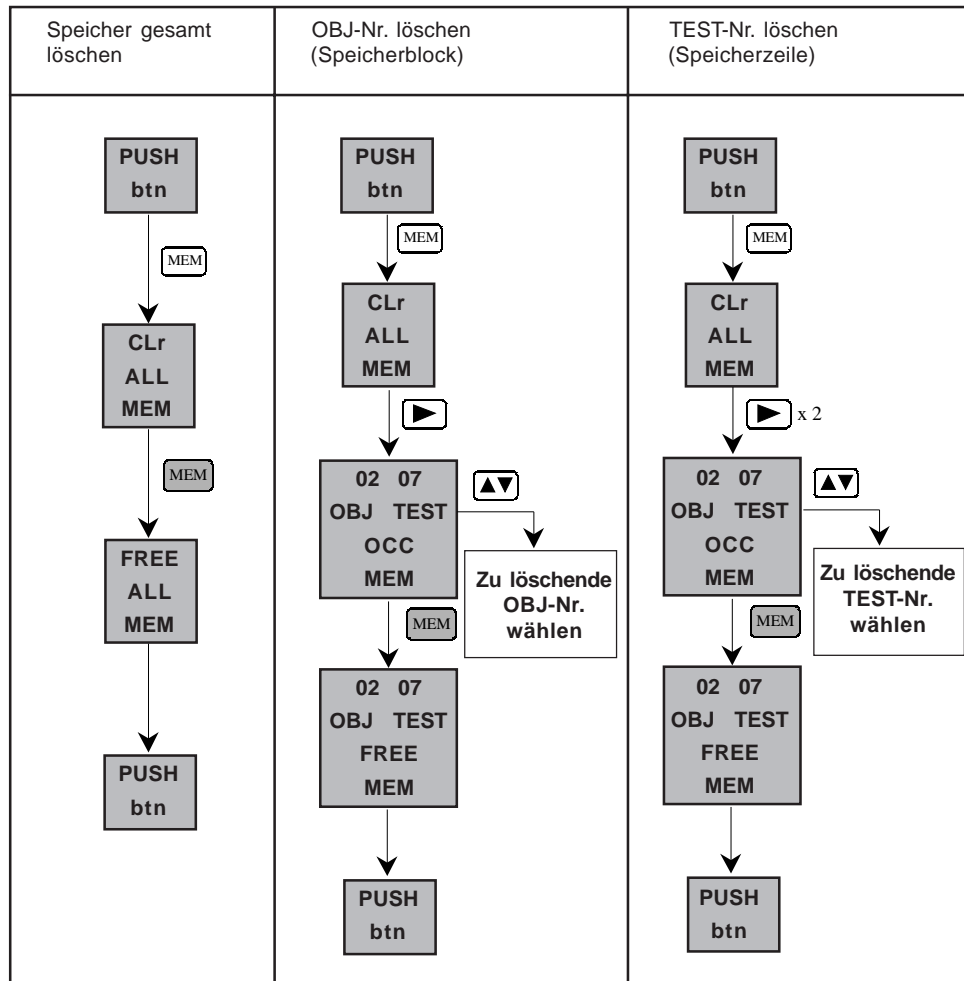 Speicher gesamt
löschen
PUSH
btn
MEM
CLr
ALL
MEM
MEM
FREE
ALL
MEM
PUSH
btn
OBJ-Nr. löschen
(Speicherblock)
PUSH
btn
MEM
CLr
ALL
MEM
02 07
OBJ TEST
OCC
MEM
Zu löschende
OBJ-Nr.
wählen
MEM
02 07
OBJ TEST
FREE
MEM
PUSH
btn
TEST-Nr. löschen
(Speicherzeile)
PUSH
btn
MEM
CLr
ALL
MEM
x 2
02 07
OBJ TEST
OCC
MEM
Zu löschende
TEST-Nr.
wählen
MEM
02 07
OBJ TEST
FREE
MEM
PUSH
btn